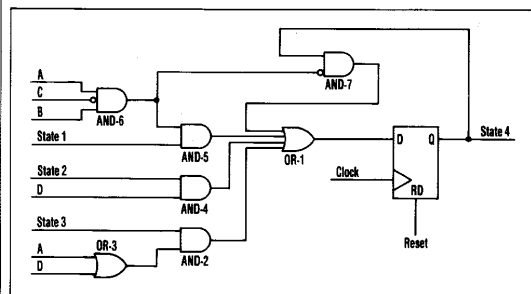 A
C
B
AND-6
State 1
AND-5
State 2
D
AND-4
State 3
A
D
OR-3
AND-2
AND-7
OR-1
D
Q
State 4
Clock
RD
Reset